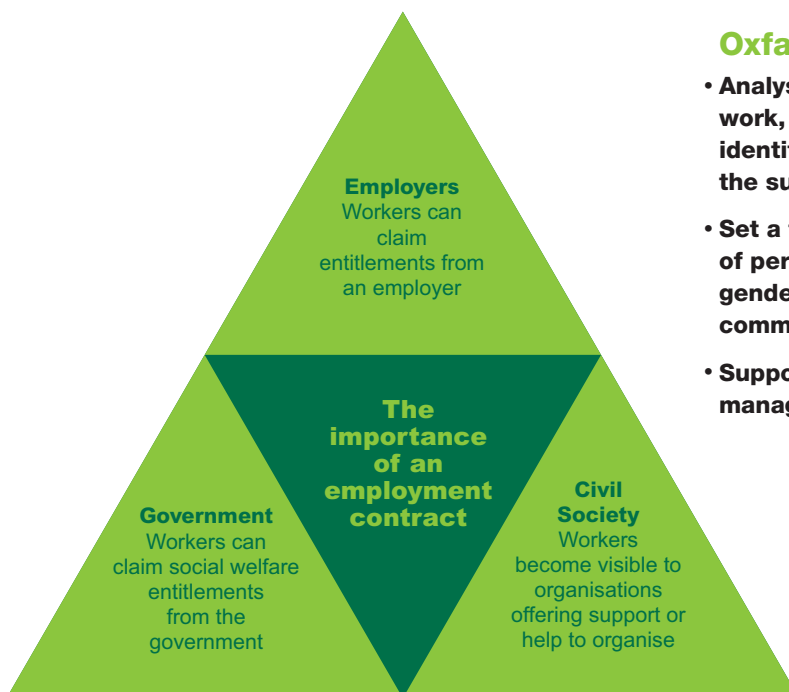 Employers
Workers can
claim
entitlements from
an employer
The
importance
of an
employment
contract
Government
Workers can
claim social welfare
entitlements
from the
government
Civil
Society
Workers
become visible to
organisations
offering support or
help to organise
• Analys
work,
identi
the su
• Set a
of per
gende
comm
• Suppo
manag